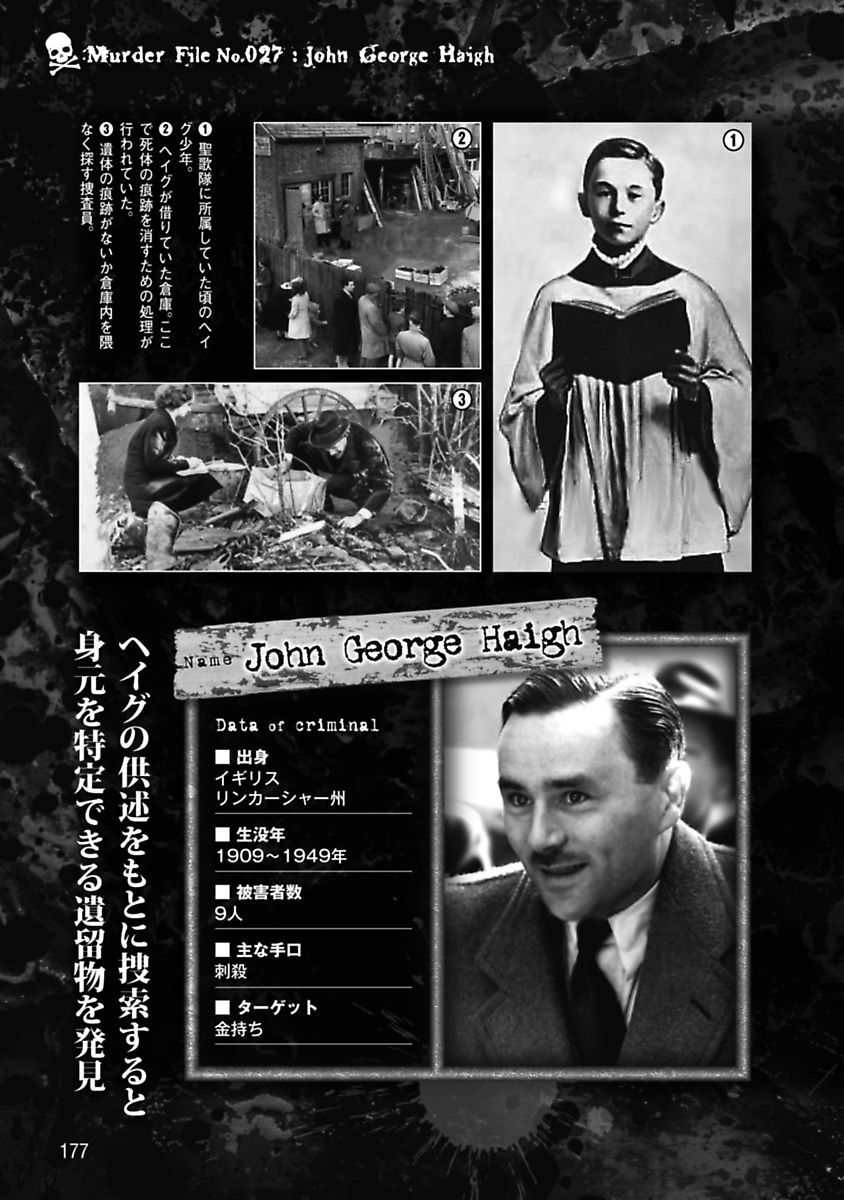 Murder File No.027 : John George Haigh
❶ 聖歌隊に所属していた頃のヘイ
グ少年。
❷ ヘイグが借りていた倉庫。ここ
で死体の痕跡を消すための処理が
行われていた。
❸ 遺体の痕跡がないか倉庫内を隈
なく探す捜査員。
①
②
③
Name John George Haigh
Data of criminal
■ 出身
イギリス
リンカーシャー州
■ 生没年
1909～1949年
■ 被害者数
9人
■ 主な手口
刺殺
■ ターゲット
金持ち
ヘイグの供述をもとに捜索すると
身元を特定できる遺留物を発見
177